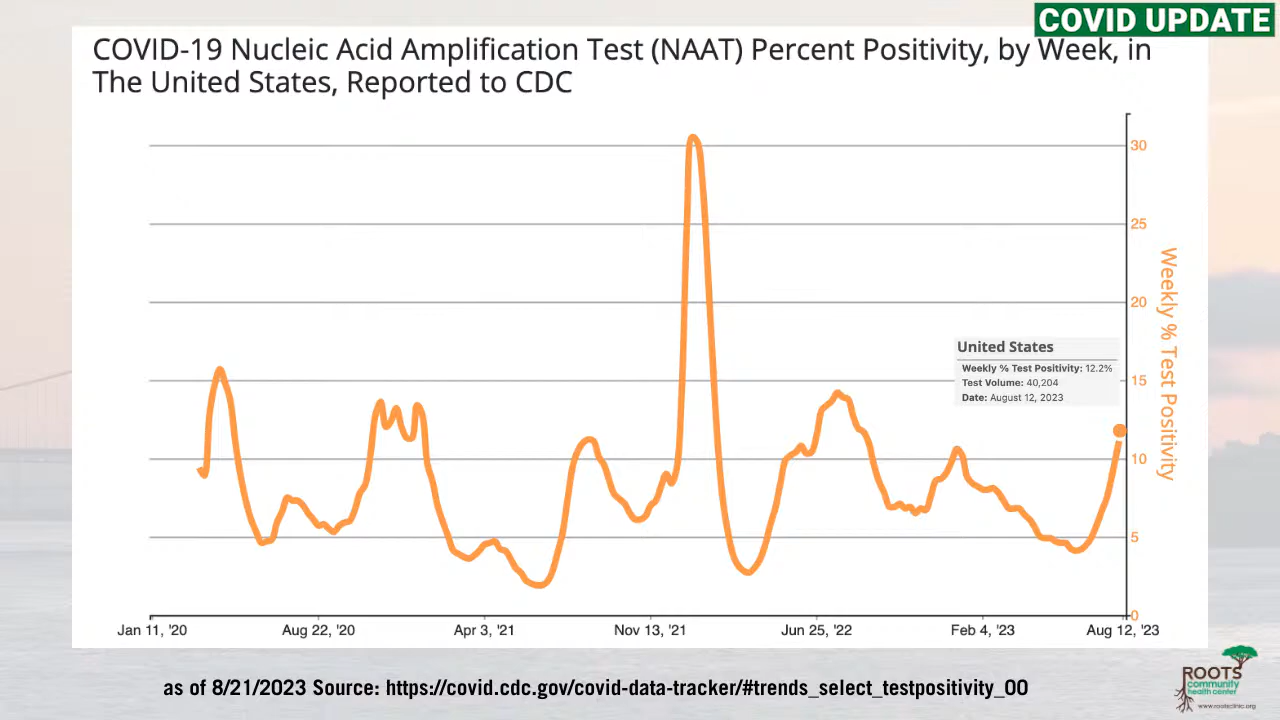 COVID UPDATE
COVID-19 Nucleic Acid Amplification Test (NAAT) Percent Positivity, by Week, in
The United States, Reported to CDC
30
25
20
15
10
5
0
Weekly % Test Positivity
United States
Weekly % Test Positivity: 12.2%
Test Volume: 40,204
Date: August 12, 2023
Jan 11, '20
Aug 22, '20
Apr 3, '21
Nov 13, '21
Jun 25, '22
Feb 4, '23
Aug 12, '23
as of 8/21/2023 Source: https://covid.cdc.gov/covid-data-tracker/#trends_select_testpositivity_00
ROOTS
community
health center
www.rootsclinic.org